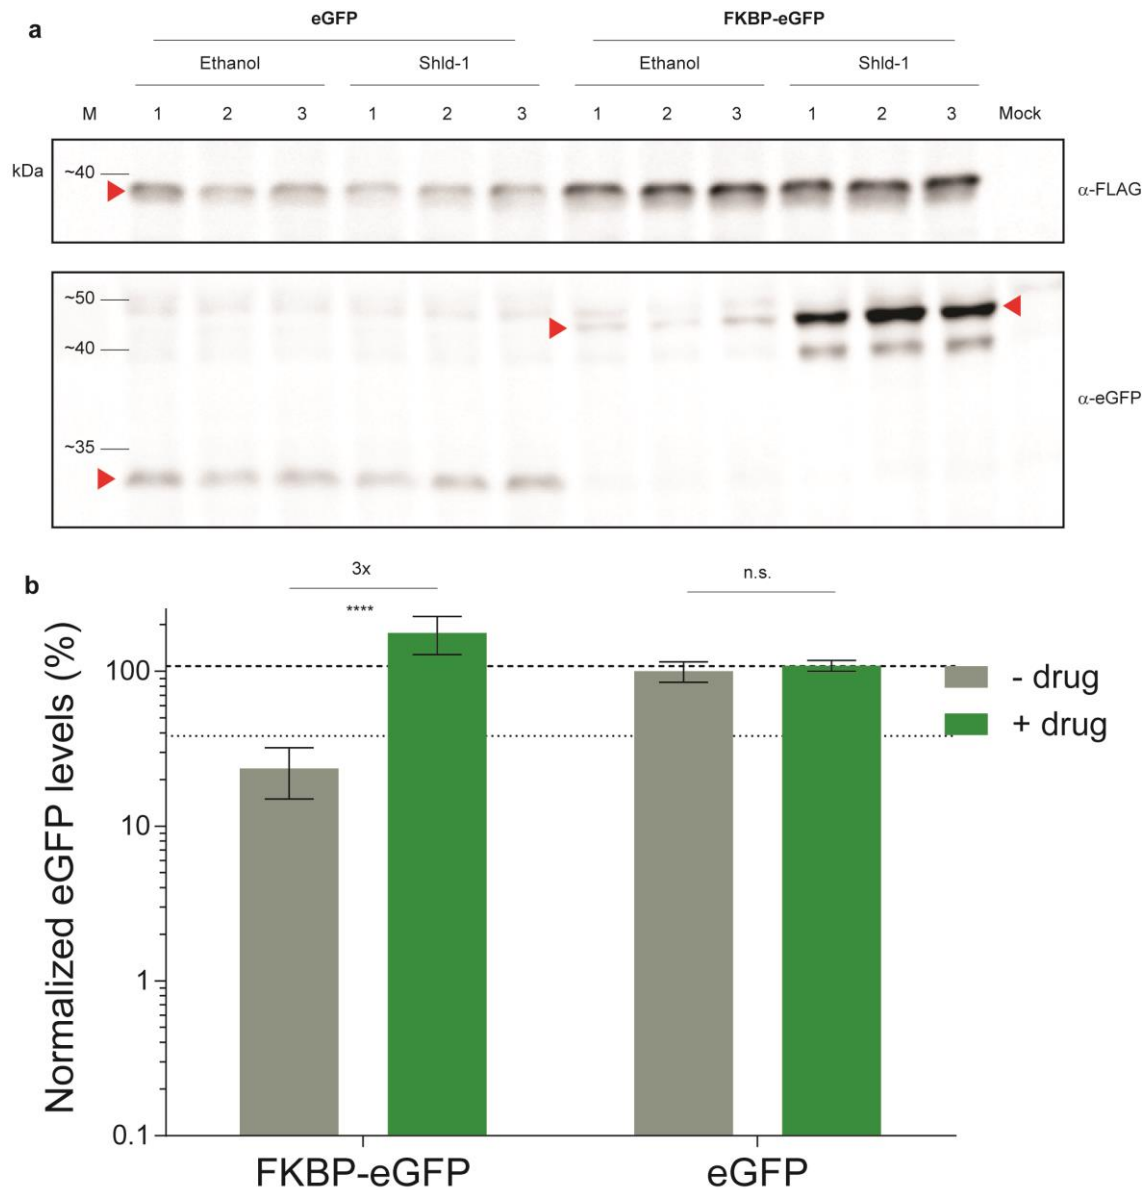 a
eGFP
FKBP-eGFP
Ethanol
Shld-1
Ethanol
Shld-1
M 1 2 3 1 2 3 1 2 3 1 2 3 Mock
kDa
~40
α-FLAG
~50
~40
~35
α-eGFP
b
3x
****
n.s.
Normalized eGFP levels (%)
100
10
1
0.1
- drug
+ drug
FKBP-eGFP
eGFP